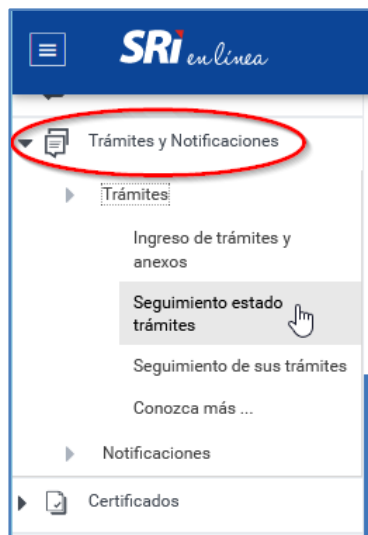 SRi en línea
Trámites y Notificaciones
Trámites
Ingreso de trámites y
anexos
Seguimiento estado
trámites
Seguimiento de sus trámites
Conozca más ...
Notificaciones
Certificados